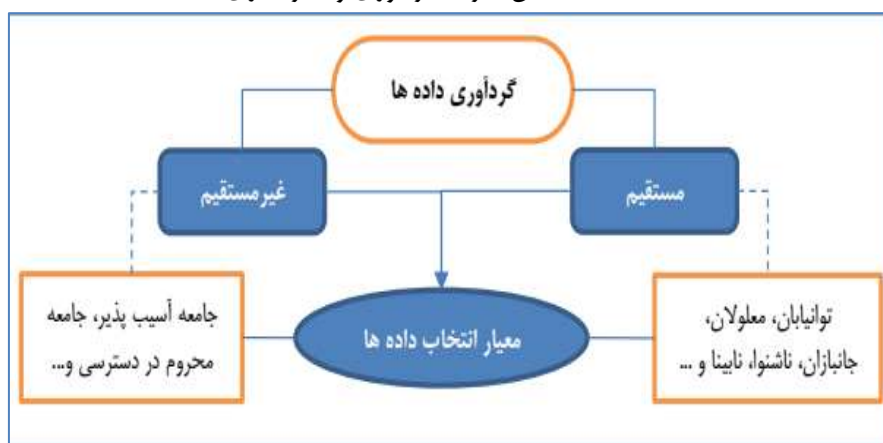 گردآوری داده ها
مستقیم
غیرمستقیم
توانیابان، معلولان،
جانبازان، ناشنوا، نابینا و ...
معیار انتخاب داده ها
جامعه آسیب پذیر، جامعه
محروم در دسترسی و...